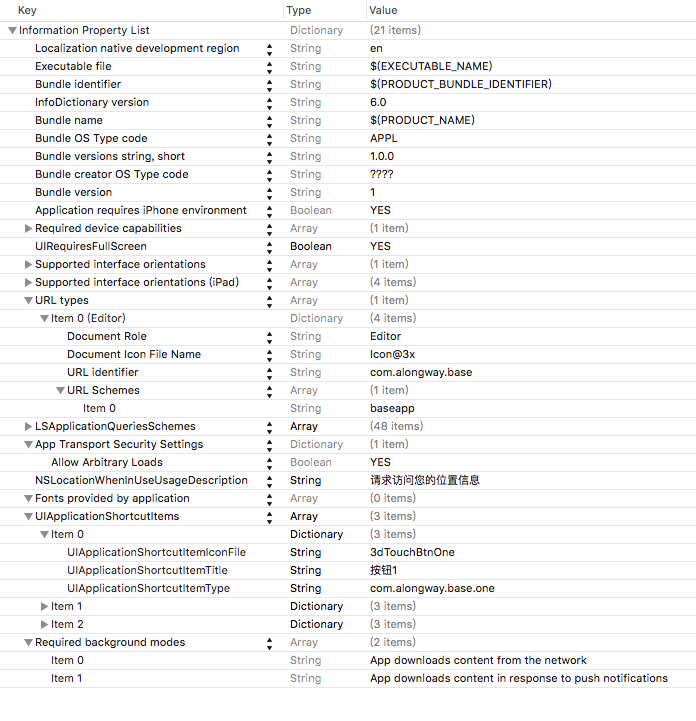 Key Type Value
Information Property List Dictionary (21 items)
Localization native development region String en
Executable file String $(EXECUTABLE_NAME)
Bundle identifier String $(PRODUCT_BUNDLE_IDENTIFIER)
InfoDictionary version String 6.0
Bundle name String $(PRODUCT_NAME)
Bundle OS Type code String APPL
Bundle versions string, short String 1.0.0
Bundle creator OS Type code String ????
Bundle version String 1
Application requires iPhone environment Boolean YES
Required device capabilities Array (1 item)
UIRequiresFullScreen Boolean YES
Supported interface orientations Array (1 item)
Supported interface orientations (iPad) Array (4 items)
URL types Array (1 item)
Item 0 (Editor) Dictionary (4 items)
Document Role String Editor
Document Icon File Name String Icon@3x
URL identifier String com.alongway.base
URL Schemes Array (1 item)
Item 0 String baseapp
LSApplicationQueriesSchemes Array (48 items)
App Transport Security Settings Dictionary (1 item)
Allow Arbitrary Loads Boolean YES
NSLocationWhenInUseUsageDescription String 请求访问您的位置信息
Fonts provided by application Array (0 items)
UIApplicationShortcutItems Array (3 items)
Item 0 Dictionary (3 items)
UIApplicationShortcutItemIconFile String 3dTouchBtnOne
UIApplicationShortcutItemTitle String 按钮1
UIApplicationShortcutItemType String com.alongway.base.one
Item 1 Dictionary (3 items)
Item 2 Dictionary (3 items)
Required background modes Array (2 items)
Item 0 String App downloads content from the network
Item 1 String App downloads content in response to push notifications